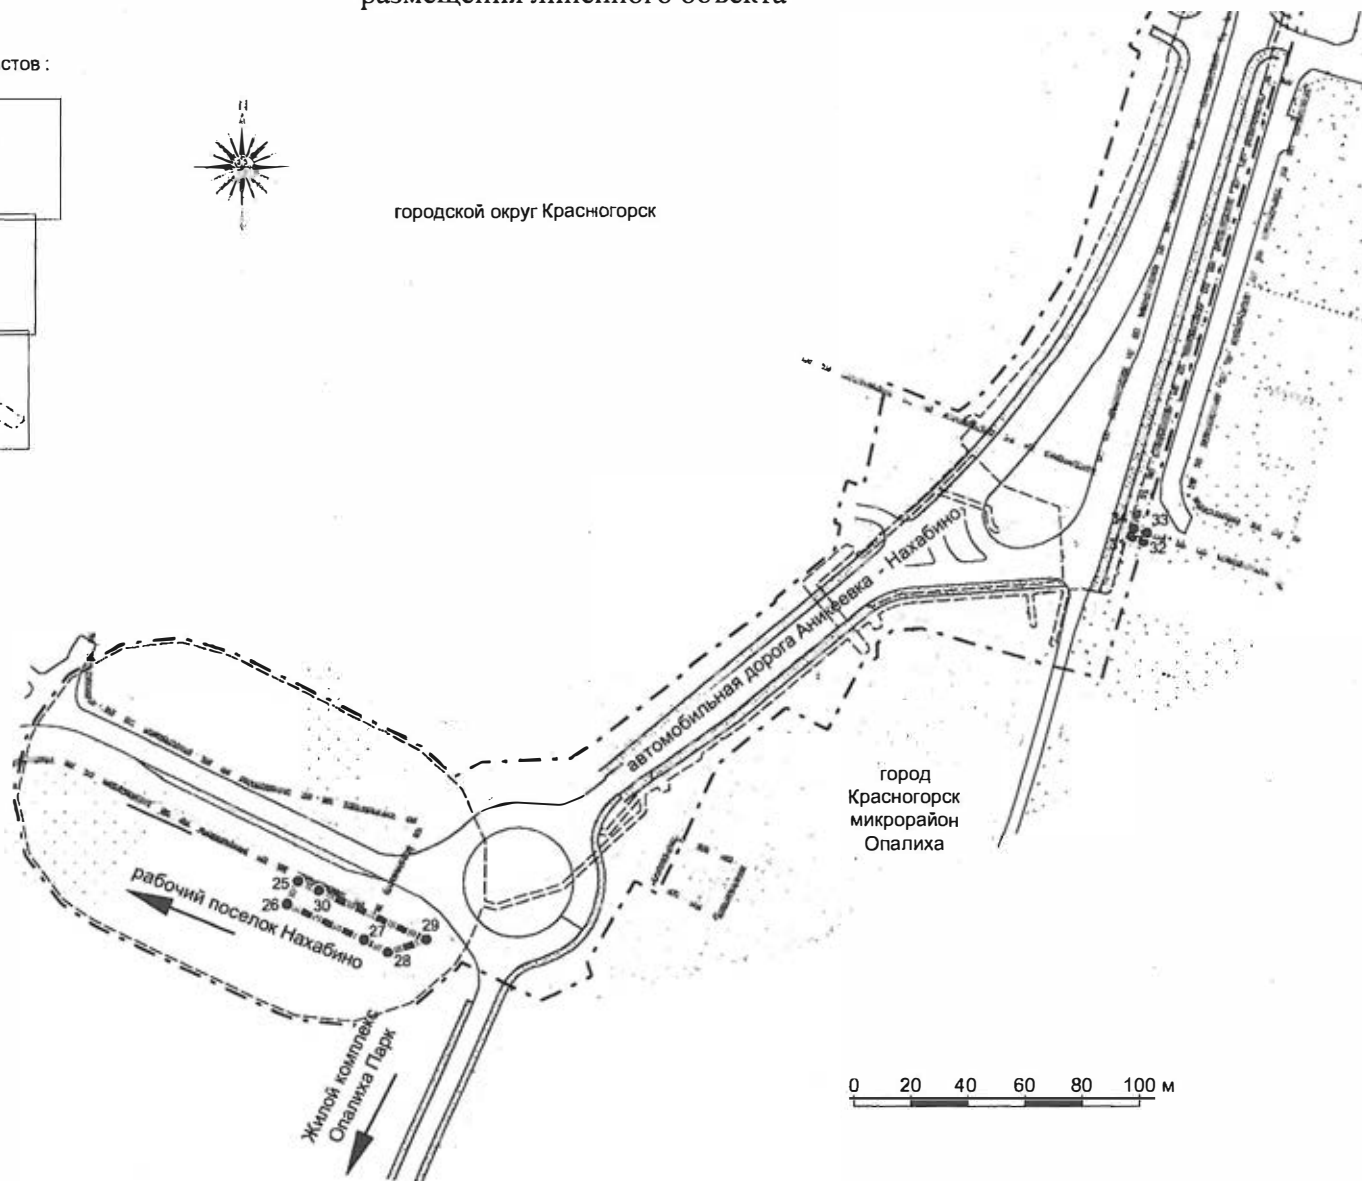 размещения линейного объекта
стов :
городской округ Красногорск
автомобильная дорога Аникеевка - Нахабино
33
32
город
Красногорск
микрорайон
Опалиха
25
26
30
27
29
28
рабочий поселок Нахабино
Жилой комплекс
Опалиха Парк
0 20 40 60 80 100 м